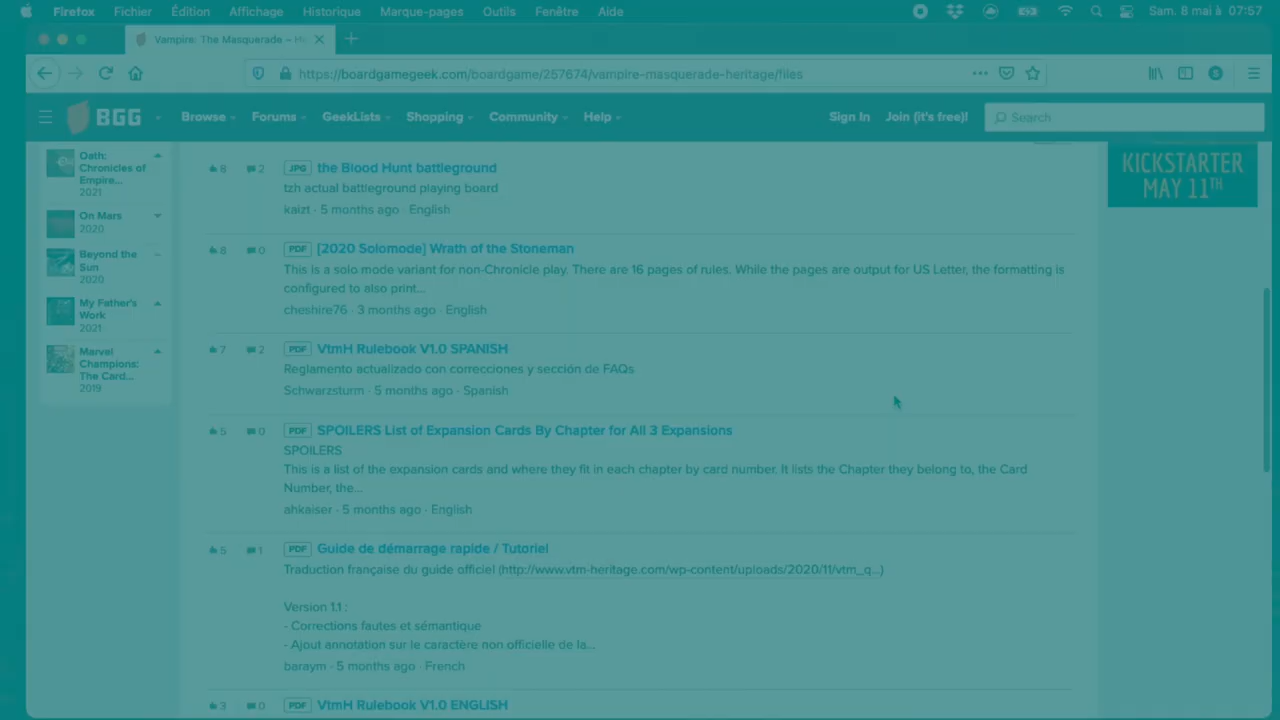 Firefox Fichier Édition Affichage Historique Marque-pages Outils Fenêtre Aide Sam. 8 mai à 07:57
Vampire: The Masquerade – He
https://boardgamegeek.com/boardgame/257674/vampire-masquerade-heritage/files
BGG Browse Forums GeekLists Shopping Community Help Sign In Join (it's free)! Search
Oath:
Chronicles of
Empire...
2021
On Mars
2020
Beyond the
Sun
2020
My Father's
Work
2021
Marvel
Champions:
The Card...
2019
8 2 JPG the Blood Hunt battleground
tzh actual battleground playing board
kaizt · 5 months ago · English
8 0 PDF [2020 Solomode] Wrath of the Stoneman
This is a solo mode variant for non-Chronicle play. There are 16 pages of rules. While the pages are output for US Letter, the formatting is
configured to also print...
cheshire76 · 3 months ago · English
7 2 PDF VtmH Rulebook V1.0 SPANISH
Reglamento actualizado con correcciones y sección de FAQs
Schwarzsturm · 5 months ago · Spanish
5 0 PDF SPOILERS List of Expansion Cards By Chapter for All 3 Expansions
SPOILERS
This is a list of the expansion cards and where they fit in each chapter by card number. It lists the Chapter they belong to, the Card
Number, the...
ahkaiser · 5 months ago · English
5 1 PDF Guide de démarrage rapide / Tutoriel
Traduction française du guide officiel (http://www.vtm-heritage.com/wp-content/uploads/2020/11/vtm_q...)
Version 1.1 :
- Corrections fautes et sémantique
- Ajout annotation sur le caractère non officielle de la...
baraym · 5 months ago · French
3 0 PDF VtmH Rulebook V1.0 ENGLISH
KICKSTARTER
MAY 11TH